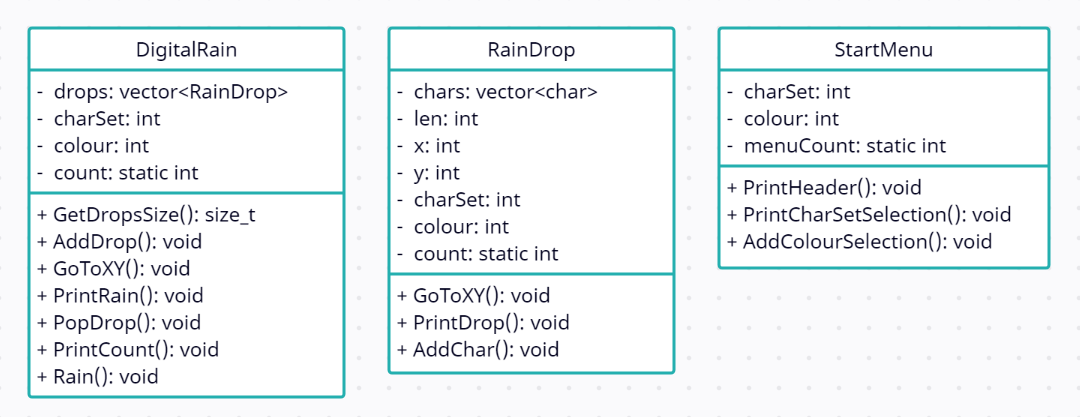 DigitalRain
- drops: vector<RainDrop>
- charSet: int
- colour: int
- count: static int
+ GetDropsSize(): size_t
+ AddDrop(): void
+ GoToXY(): void
+ PrintRain(): void
+ PopDrop(): void
+ PrintCount(): void
+ Rain(): void
RainDrop
- chars: vector<char>
- len: int
- x: int
- y: int
- charSet: int
- colour: int
- count: static int
+ GoToXY(): void
+ PrintDrop(): void
+ AddChar(): void
StartMenu
- charSet: int
- colour: int
- menuCount: static int
+ PrintHeader(): void
+ PrintCharSetSelection(): void
+ AddColourSelection(): void